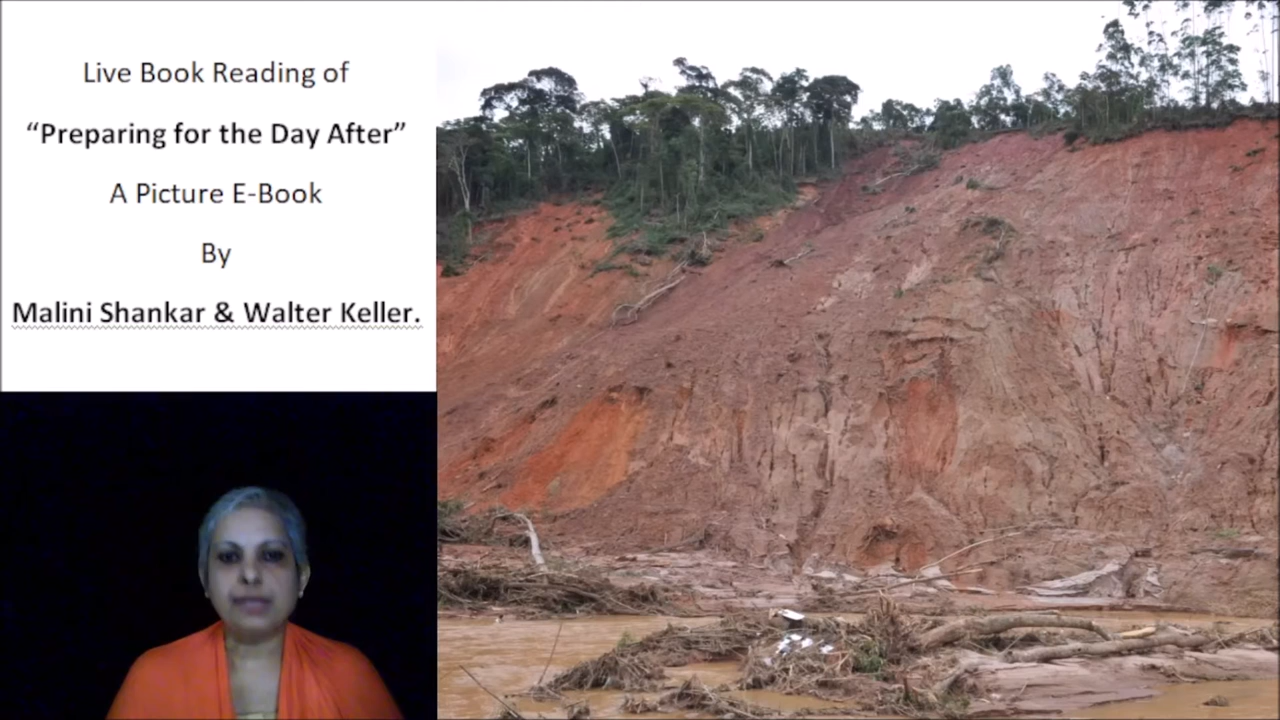 Live Book Reading of
“Preparing for the Day After”
A Picture E-Book
By
Malini Shankar & Walter Keller.